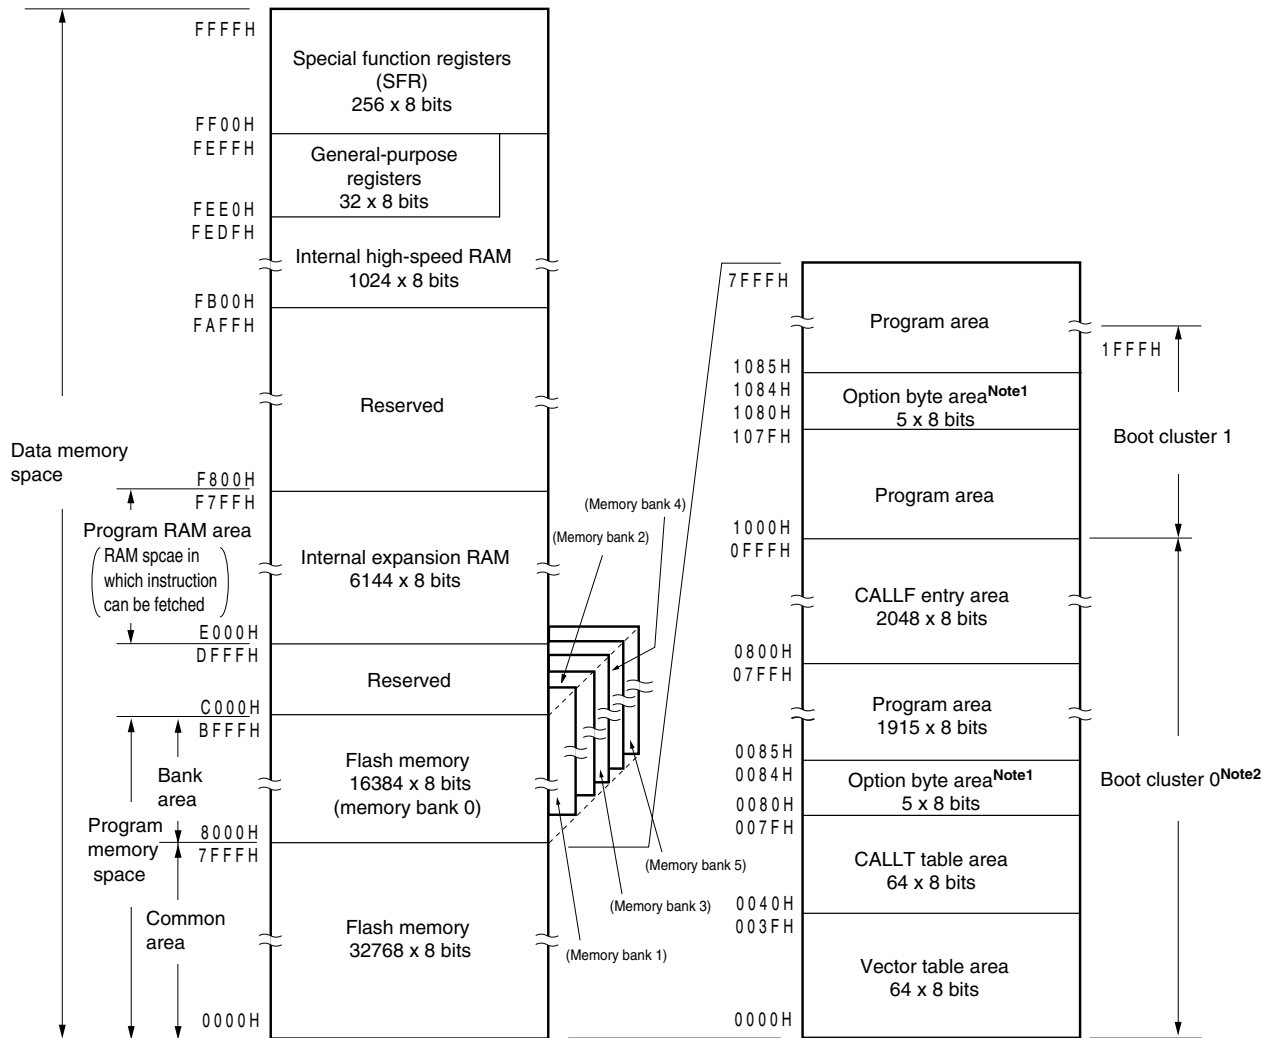 FFFFH
Special function registers
(SFR)
256 x 8 bits
FF00H
FEFFH
General-purpose
registers
32 x 8 bits
FEE0H
FEDFH
Internal high-speed RAM
1024 x 8 bits
FB00H
FAFFH
Reserved
Data memory
space
F800H
F7FFH
Program RAM area
RAM spcae in
which instruction
can be fetched
Internal expansion RAM
6144 x 8 bits
E000H
DFFFH
Reserved
C000H
BFFFH
Bank
area
Flash memory
16384 x 8 bits
(memory bank 0)
Program
memory
space
8000H
7FFFH
Common
area
Flash memory
32768 x 8 bits
0000H
(Memory bank 4)
(Memory bank 2)
(Memory bank 5)
(Memory bank 3)
(Memory bank 1)
7FFFH
Program area
1FFFH
1085H
1084H
Option byte areaNote1
5 x 8 bits
1080H
107FH
Boot cluster 1
Program area
1000H
0FFFH
CALLF entry area
2048 x 8 bits
0800H
07FFH
Program area
1915 x 8 bits
0085H
0084H
Option byte areaNote1
5 x 8 bits
Boot cluster 0Note2
0080H
007FH
CALLT table area
64 x 8 bits
0040H
003FH
Vector table area
64 x 8 bits
0000H